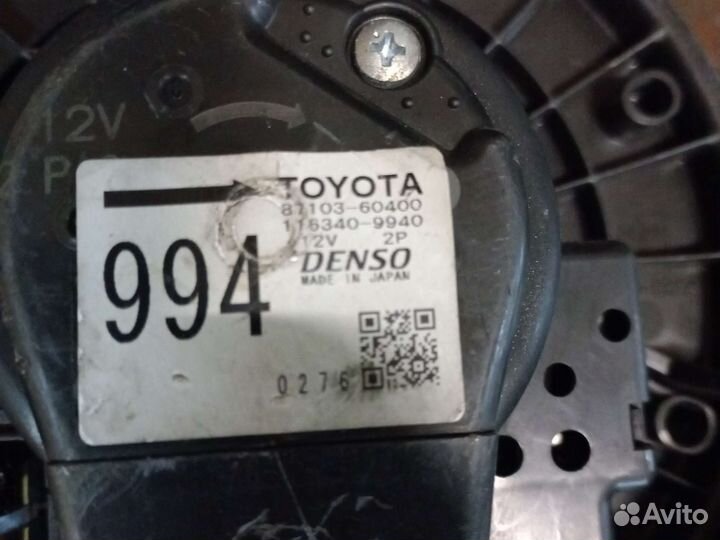 12V
TOYOTA
87103-60400
116340-9940
12V 2P
994
DENSO
MADE IN JAPAN
0276
Avito